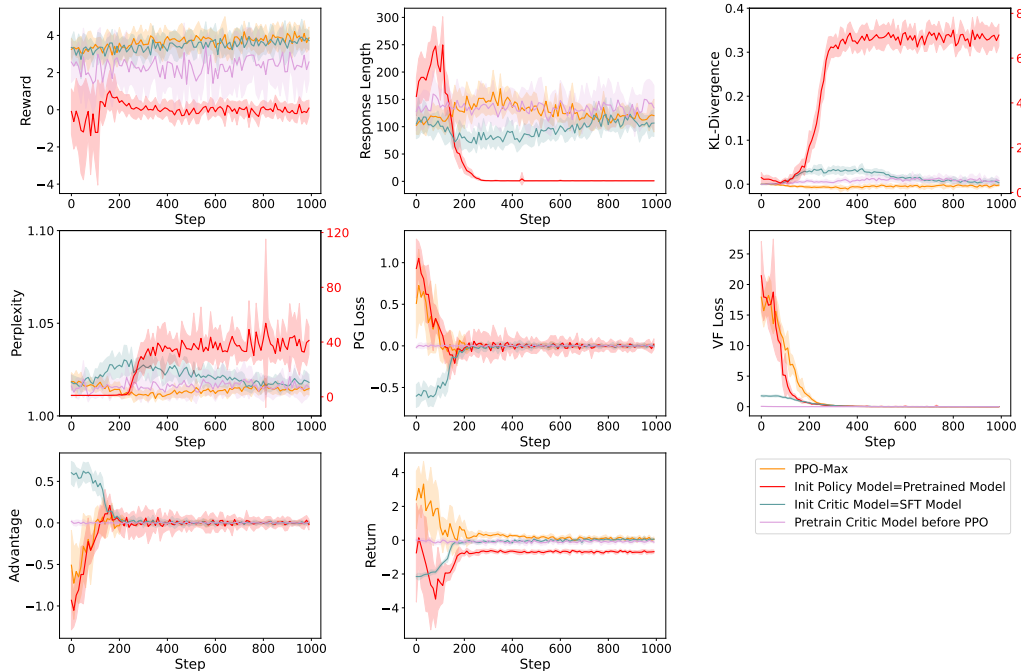 Reward
4
2
0
−2
−4
0 200 400 600 800 1000
Step
Response Length
300
250
200
150
100
50
0
0 200 400 600 800 1000
Step
KL-Divergence
0.4
0.3
0.2
0.1
0.0
8
6
4
2
0
0 200 400 600 800 1000
Step
Perplexity
1.10
1.05
1.00
120
80
40
0
0 200 400 600 800 1000
Step
PG Loss
1.0
0.5
0.0
−0.5
0 200 400 600 800 1000
Step
VF Loss
25
20
15
10
5
0
0 200 400 600 800 1000
Step
Advantage
0.5
0.0
−0.5
−1.0
0 200 400 600 800 1000
Step
Return
4
2
0
−2
−4
0 200 400 600 800 1000
Step
PPO-Max
Init Policy Model=Pretrained Model
Init Critic Model=SFT Model
Pretrain Critic Model before PPO